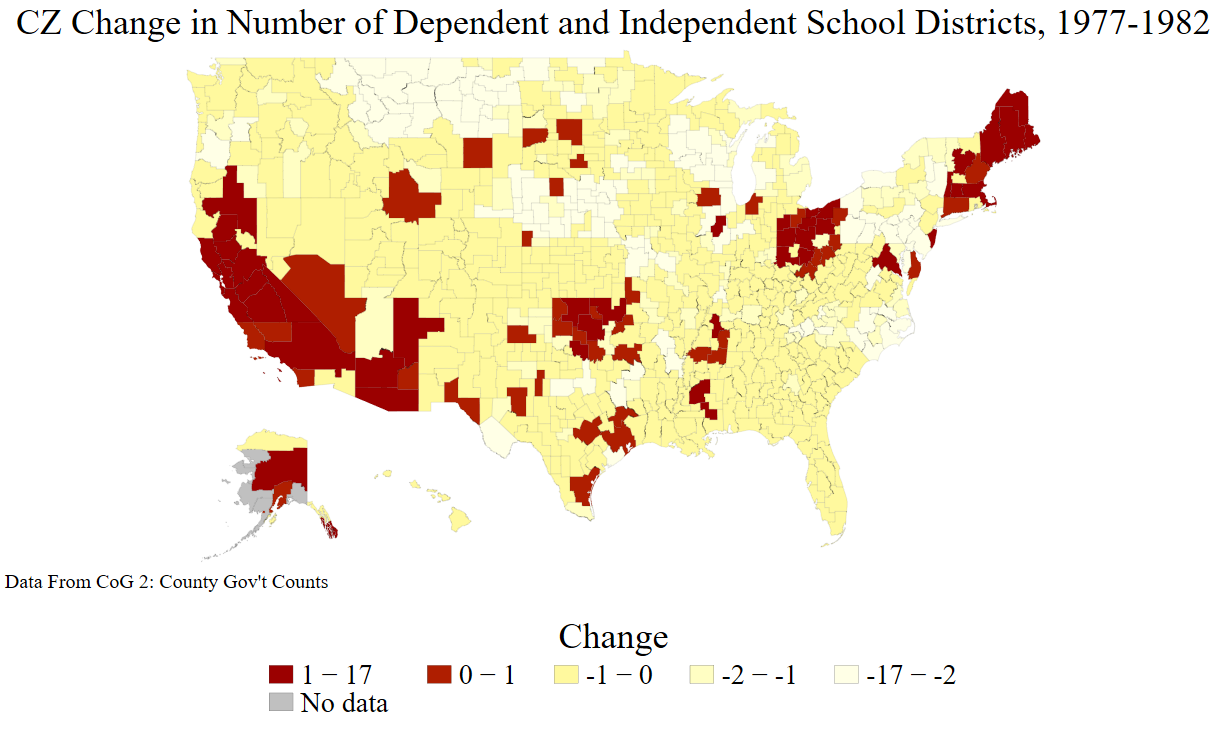 CZ Change in Number of Dependent and Independent School Districts, 1977-1982
Data From CoG 2: County Gov't Counts
Change
1 − 17 0 − 1 -1 − 0 -2 − -1 -17 − -2
No data